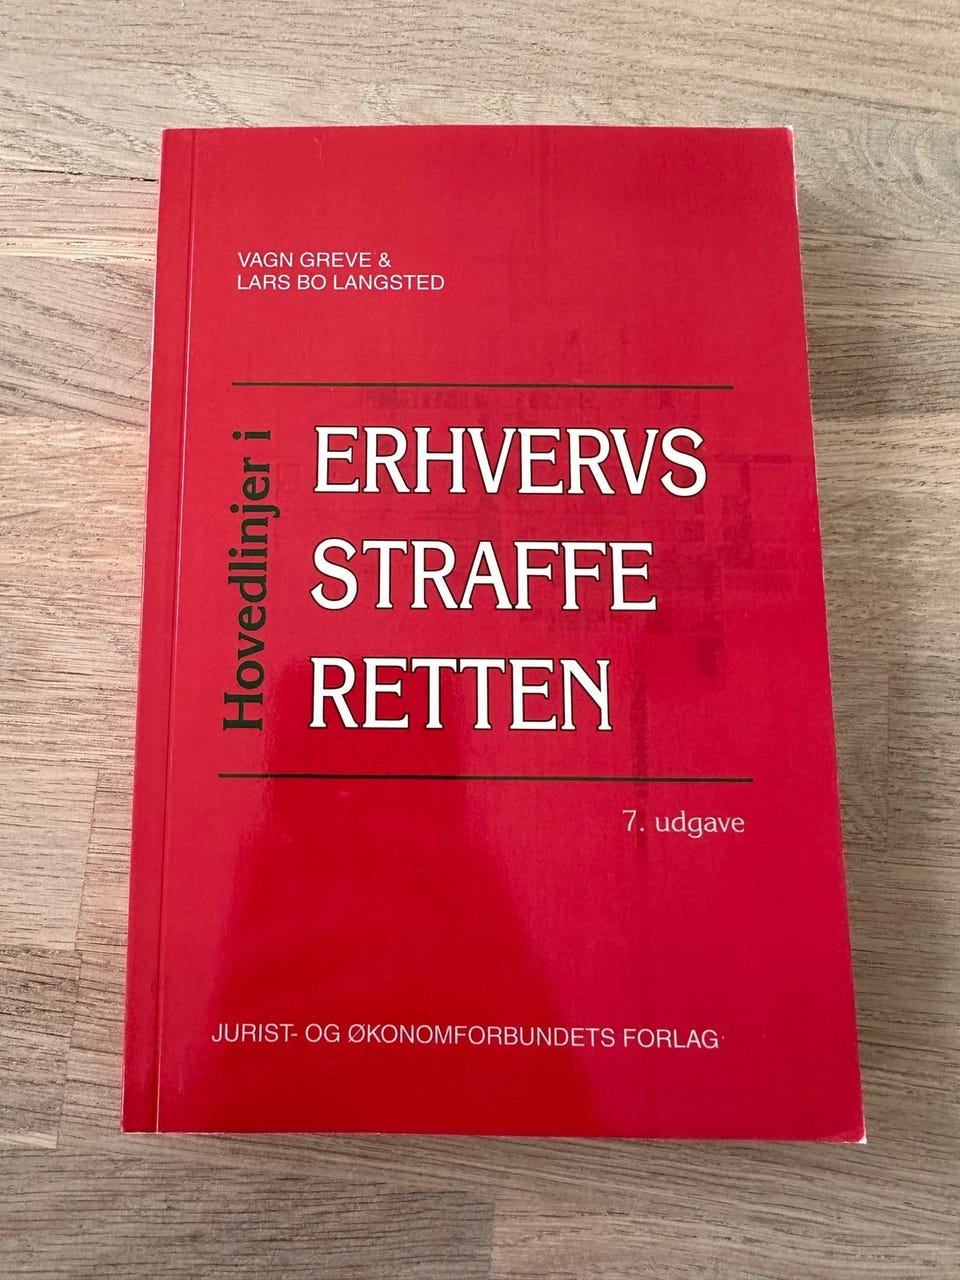 VAGN GREVE &
LARS BO LANGSTED
Hovedlinjer i
ERHVERVS
STRAFFE
RETTEN
7. udgave
JURIST- OG ØKONOMFORBUNDETS FORLAG